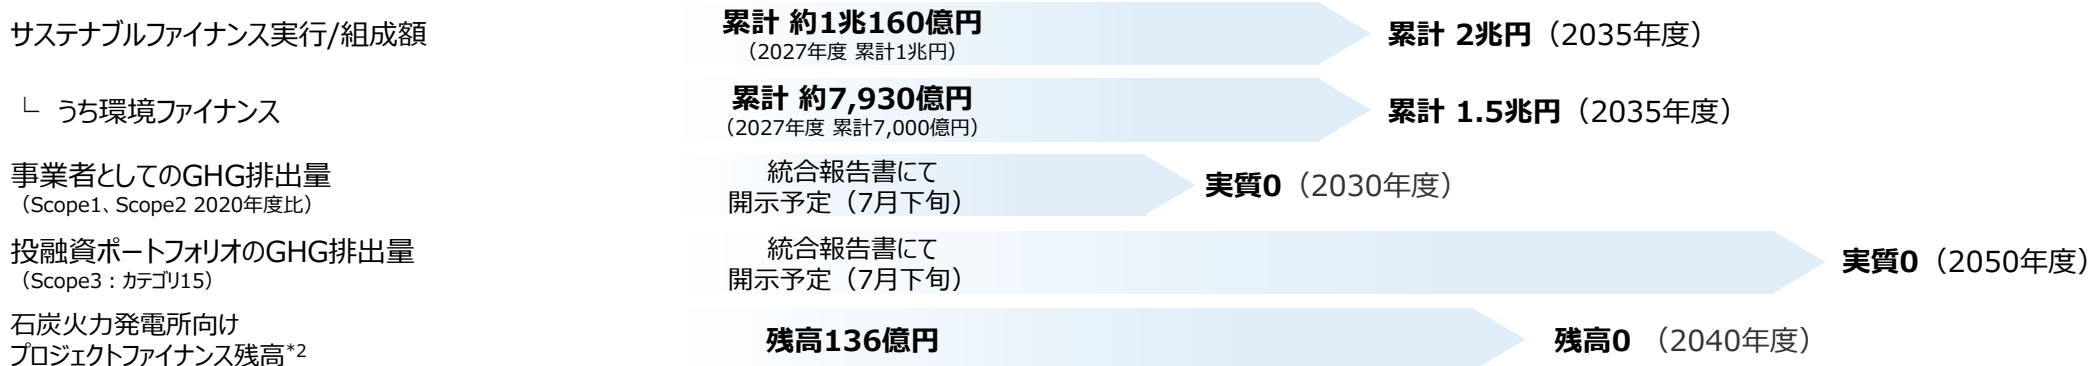 サステナブルファイナンス実行/組成額
累計 約1兆160億円
（2027年度 累計1兆円）
累計 2兆円（2035年度）
└ うち環境ファイナンス
累計 約7,930億円
（2027年度 累計7,000億円）
累計 1.5兆円（2035年度）
事業者としてのGHG排出量
（Scope1、Scope2 2020年度比）
統合報告書にて
開示予定（7月下旬）
実質0（2030年度）
投融資ポートフォリオのGHG排出量
（Scope3：カテゴリ15）
統合報告書にて
開示予定（7月下旬）
実質0（2050年度）
石炭火力発電所向け
プロジェクトファイナンス残高*2
残高136億円
残高0 （2040年度）